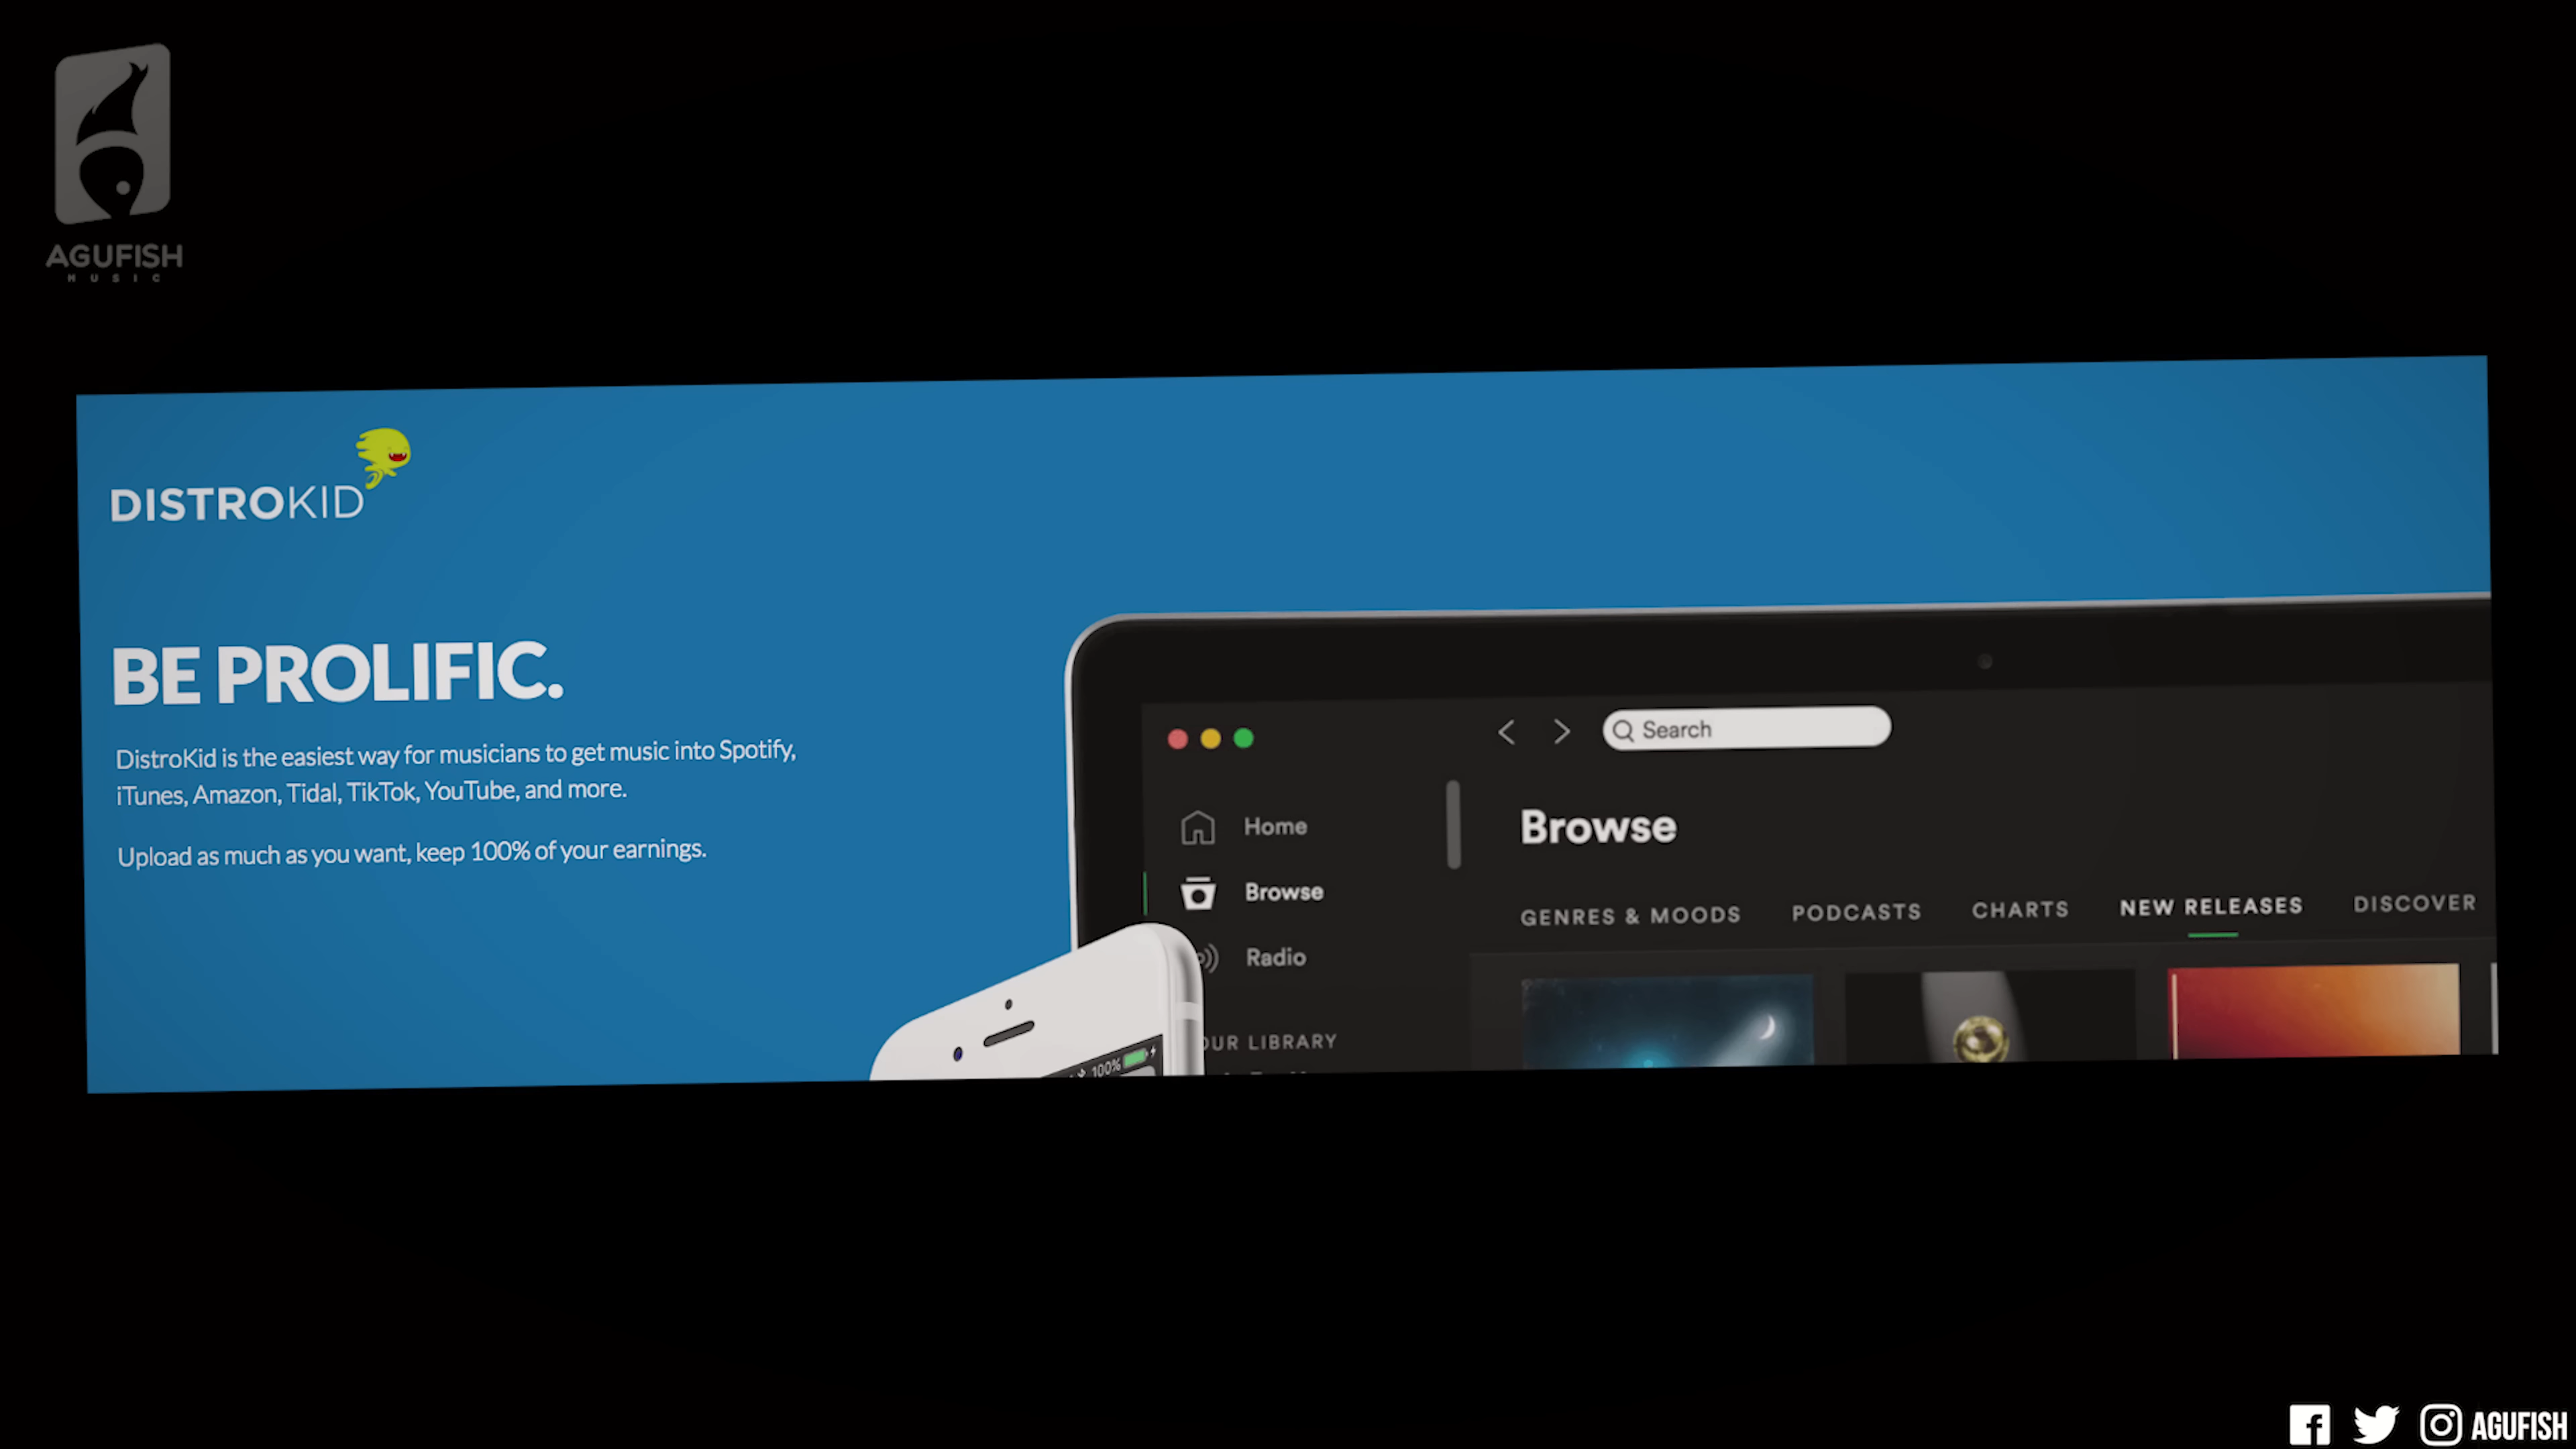 AGUFISH
MUSIC
DISTROKID
BE PROLIFIC.
DistroKid is the easiest way for musicians to get music into Spotify,
iTunes, Amazon, Tidal, TikTok, YouTube, and more.
Upload as much as you want, keep 100% of your earnings.
Search
Home
Browse
Radio
OUR LIBRARY
Browse
GENRES & MOODS PODCASTS CHARTS NEW RELEASES DISCOVER
100%
AGUFISH